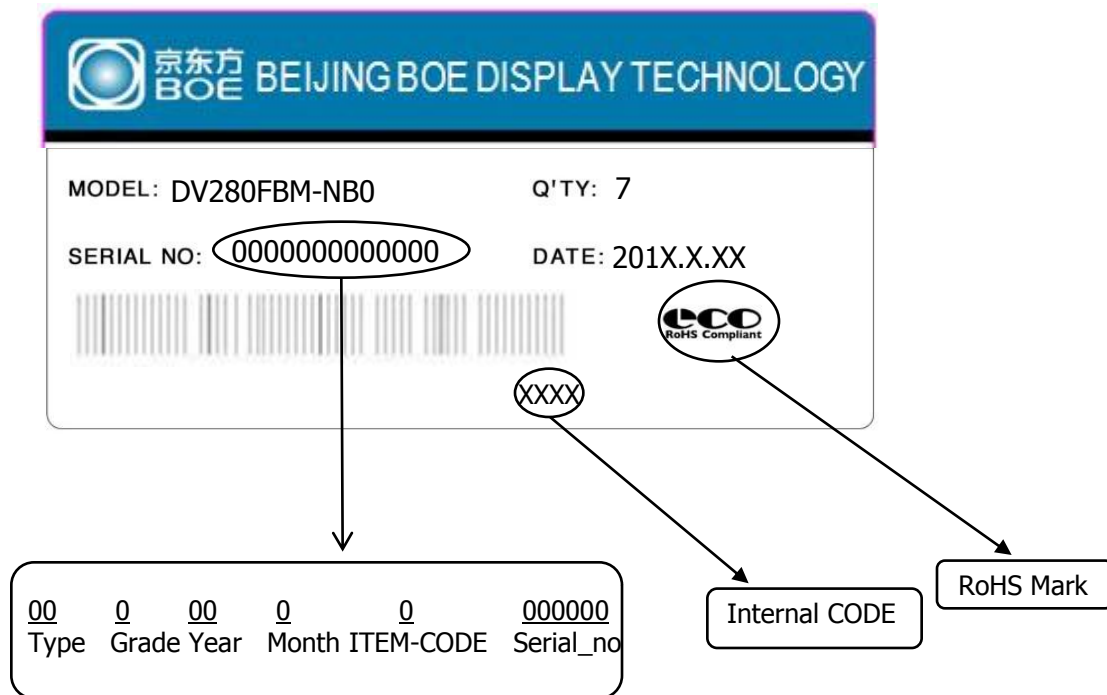 京东方
BOE BEIJING BOE DISPLAY TECHNOLOGY
MODEL: DV280FBM-NB0 Q'TY: 7
SERIAL NO: 0000000000000 DATE: 201X.X.XX
eco
RoHS Compliant
XXXX
00 0 00 0 0 000000
Type Grade Year Month ITEM-CODE Serial_no
Internal CODE
RoHS Mark